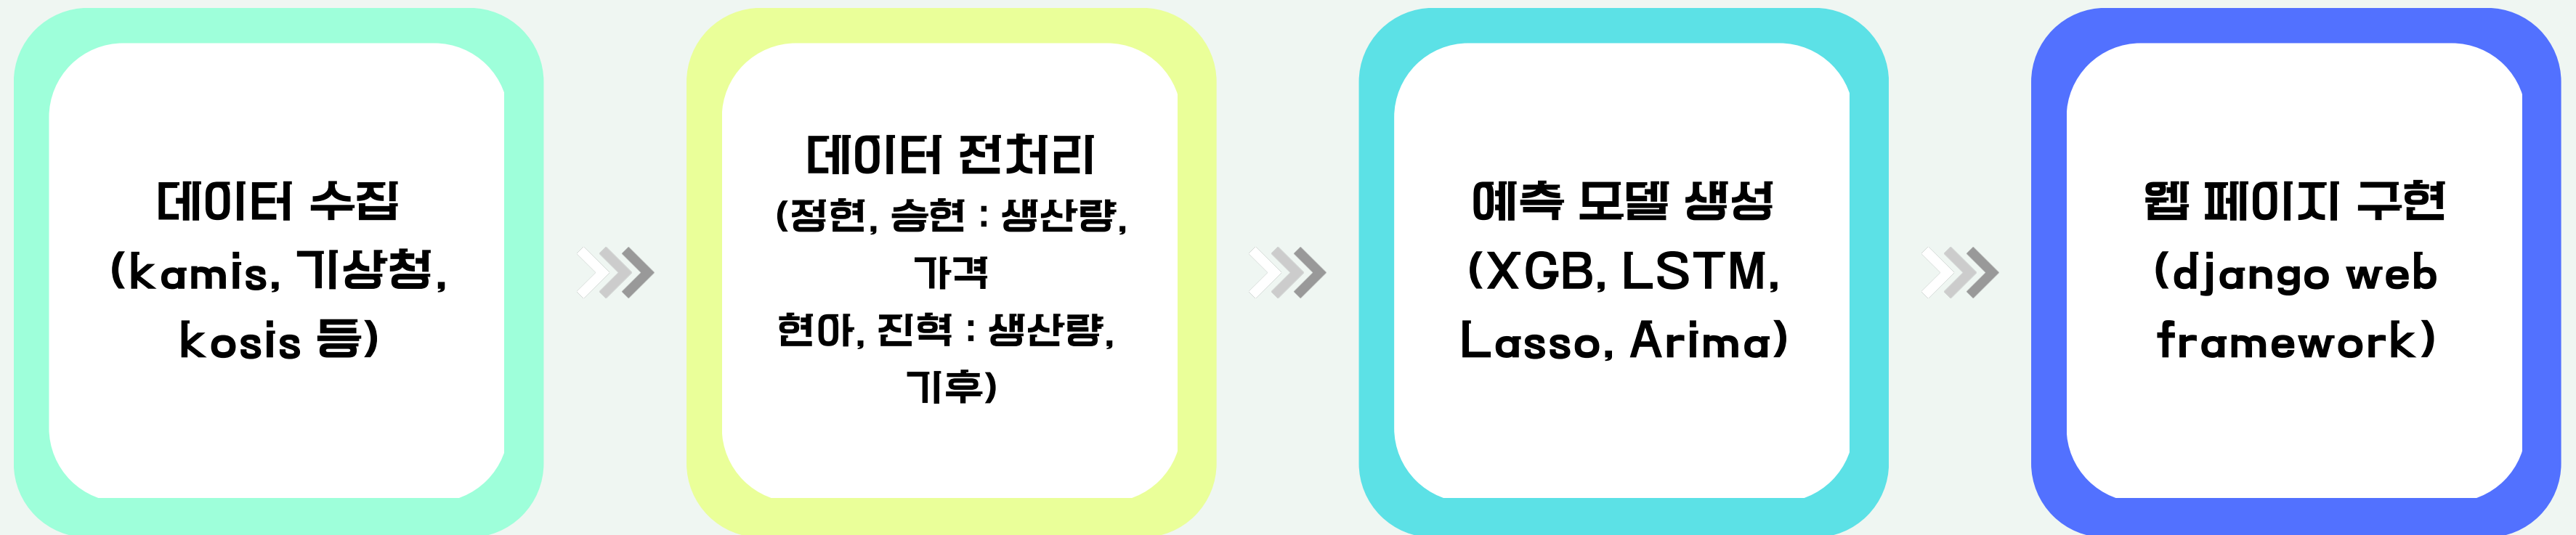 데이터 수집
(kamis, 기상청,
kosis 등)
데이터 전처리
(정현, 승현 : 생산량,
가격
현아, 진혁 : 생산량,
기후)
예측 모델 생성
(XGB, LSTM,
Lasso, Arima)
웹 페이지 구현
(django web
framework)